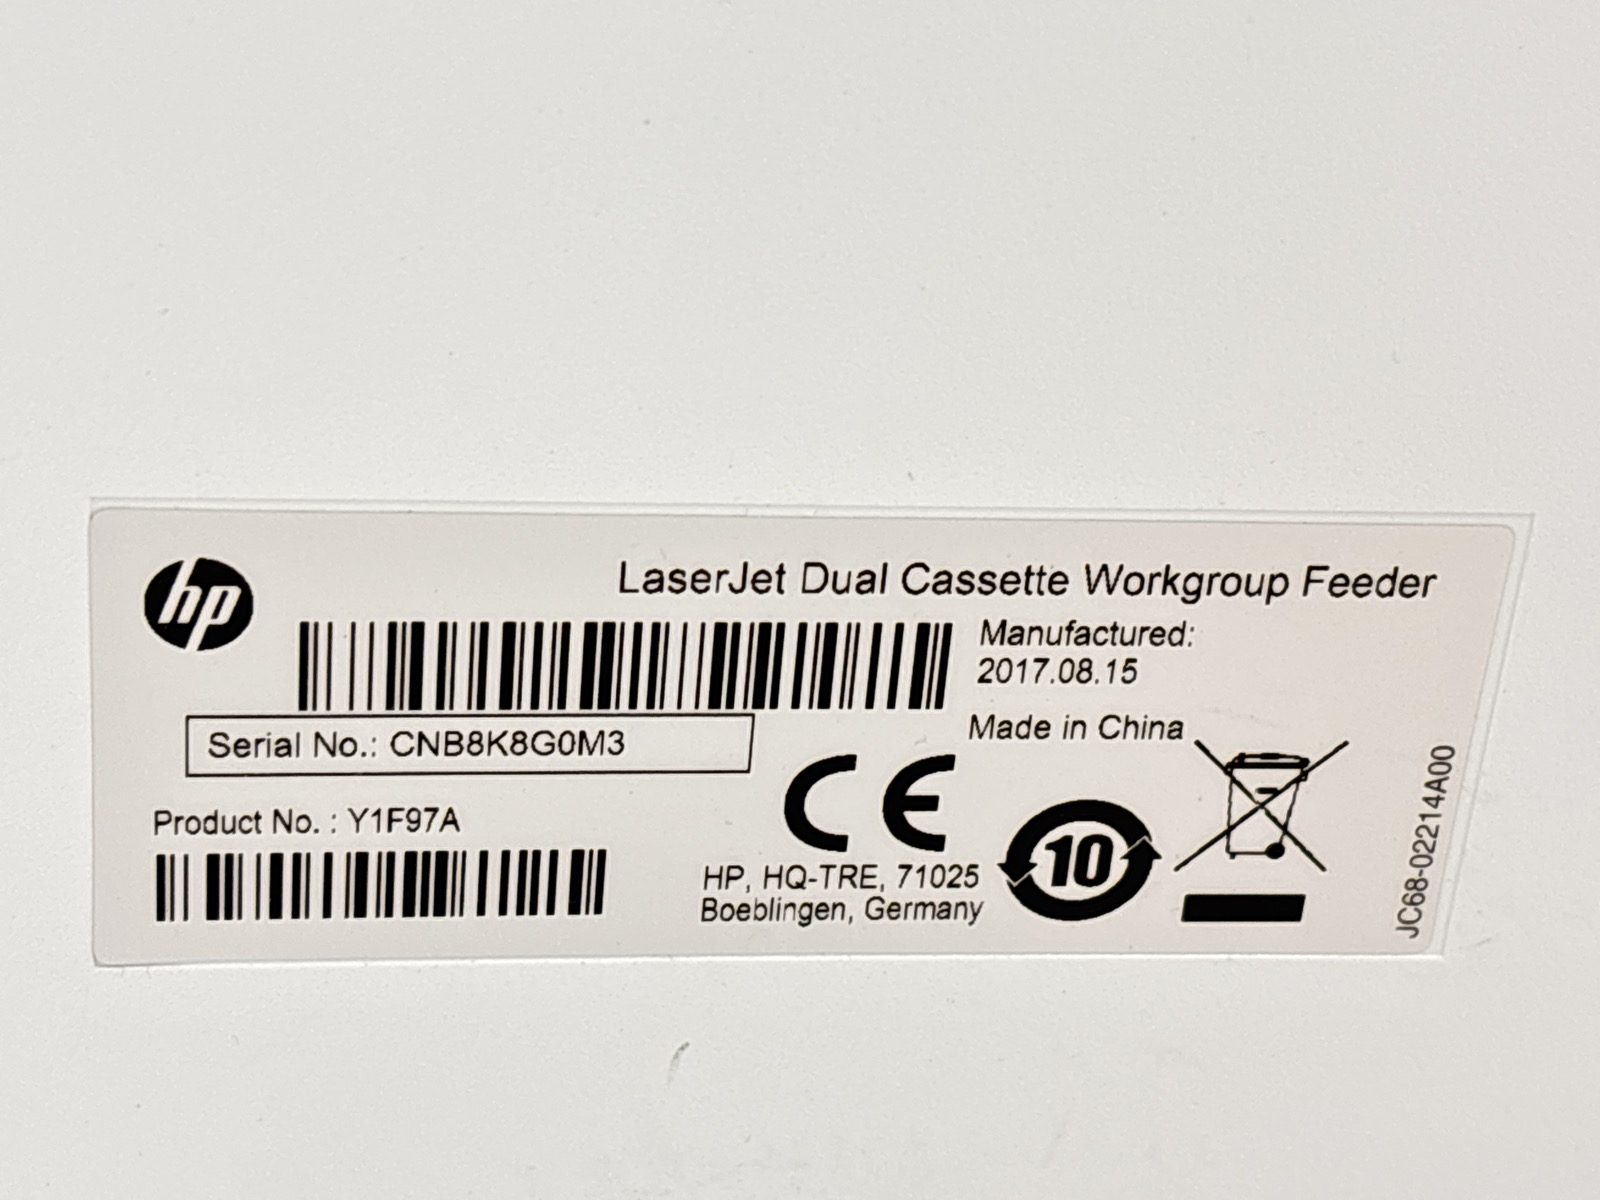 hp
LaserJet Dual Cassette Workgroup Feeder
Manufactured:
2017.08.15
Serial No.: CNB8K8G0M3
Made in China
Product No. : Y1F97A
CE
HP, HQ-TRE, 71025
Boeblingen, Germany
10
JC68-02214A00